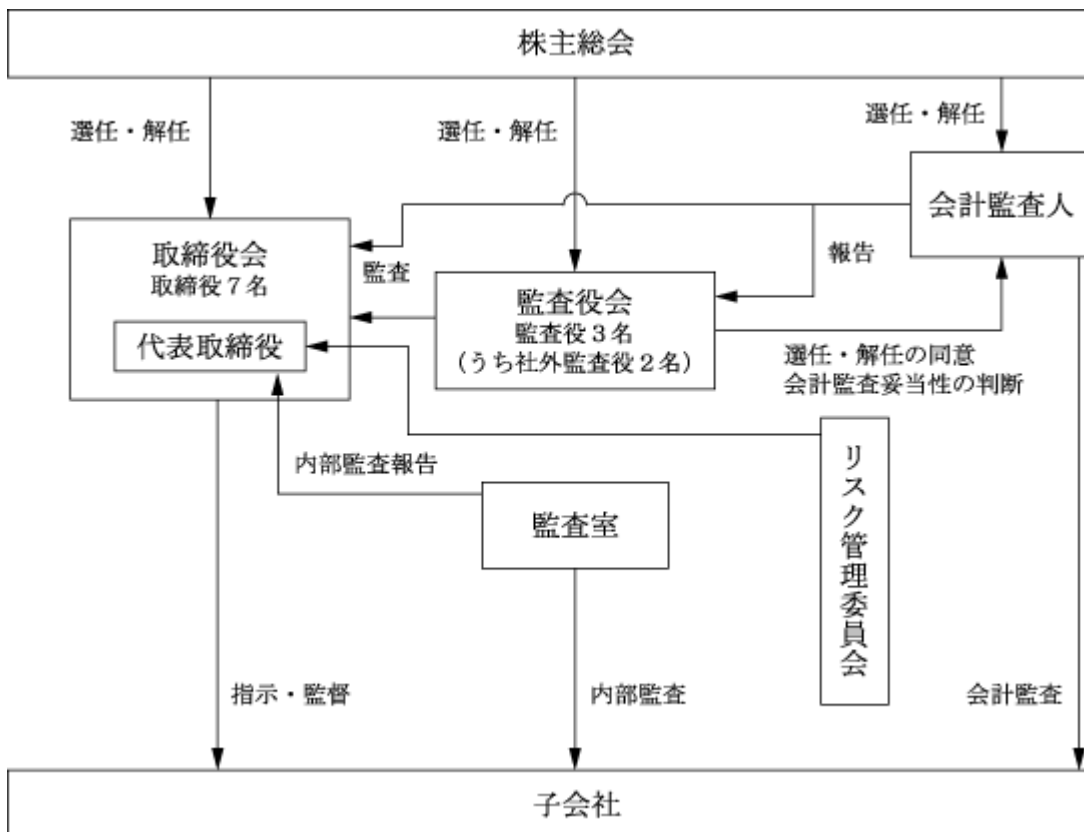 株主総会
選任・解任
選任・解任
選任・解任
会計監査人
取締役会
取締役7名
監査
報告
監査役会
監査役3名
(うち社外監査役2名)
代表取締役
選任・解任の同意
会計監査妥当性の判断
内部監査報告
リスク管理委員会
監査室
指示・監督
内部監査
会計監査
子会社